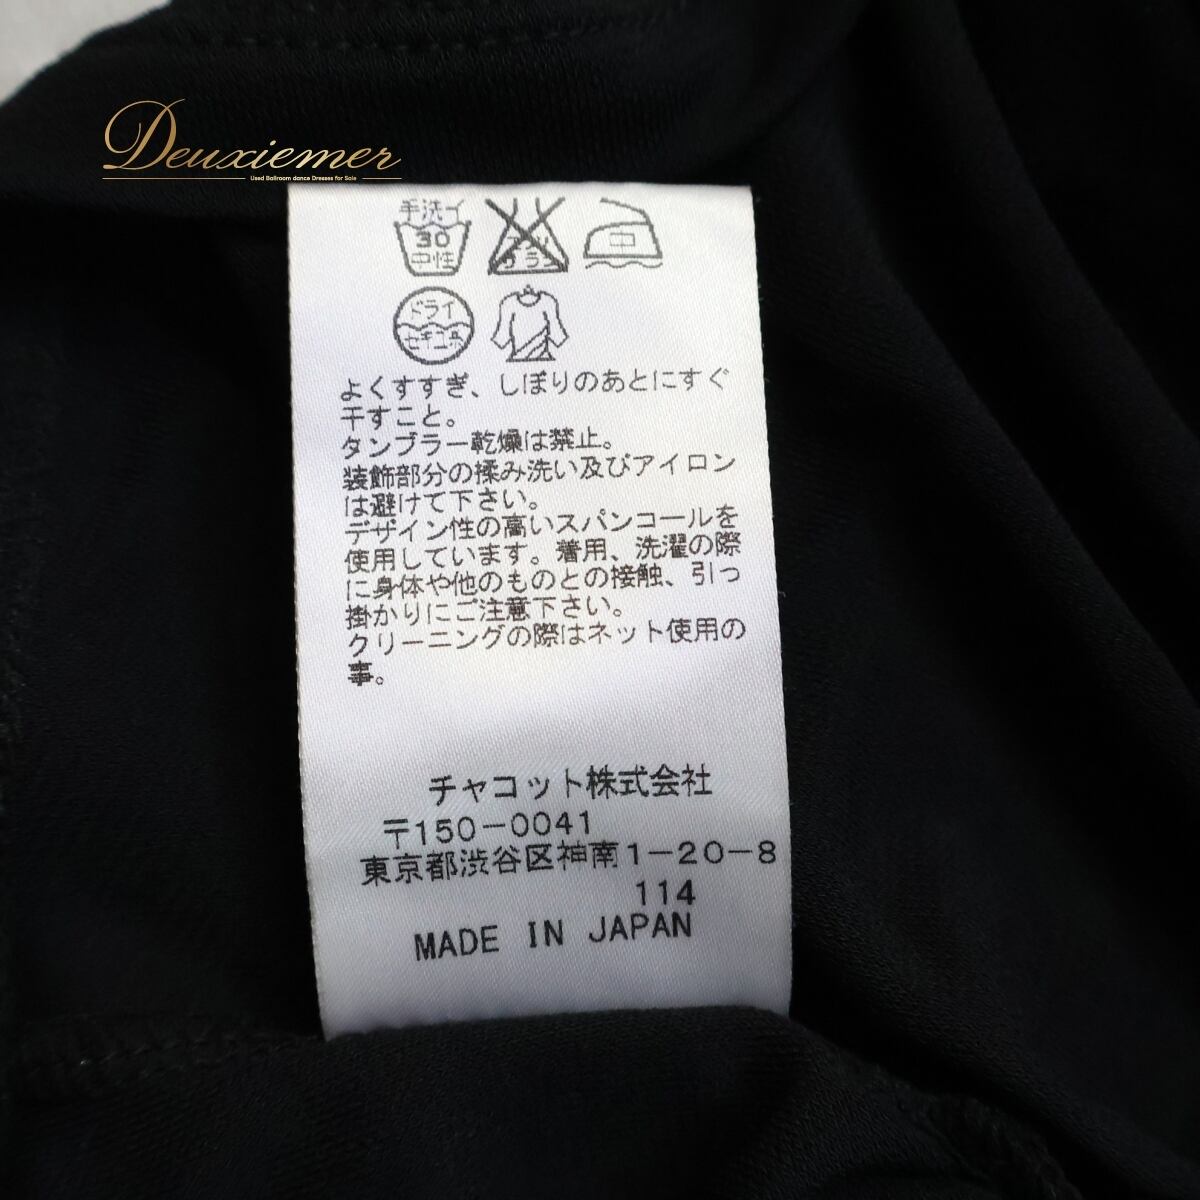 Deuxiemer
Used Ballroom dance Dresses for Sale
手洗イ
30
中性
エンソ
サラシ
中
ドライ
セキユ系
よくすすぎ、しぼりのあとにすぐ
干すこと。
タンブラー乾燥は禁止。
装飾部分の揉み洗い及びアイロン
は避けて下さい。
デザイン性の高いスパンコールを
使用しています。着用、洗濯の際
に身体や他のものとの接触、引っ
掛かりにご注意下さい。
クリーニングの際はネット使用の
事。
チャコット株式会社
〒150-0041
東京都渋谷区神南1-20-8
114
MADE IN JAPAN